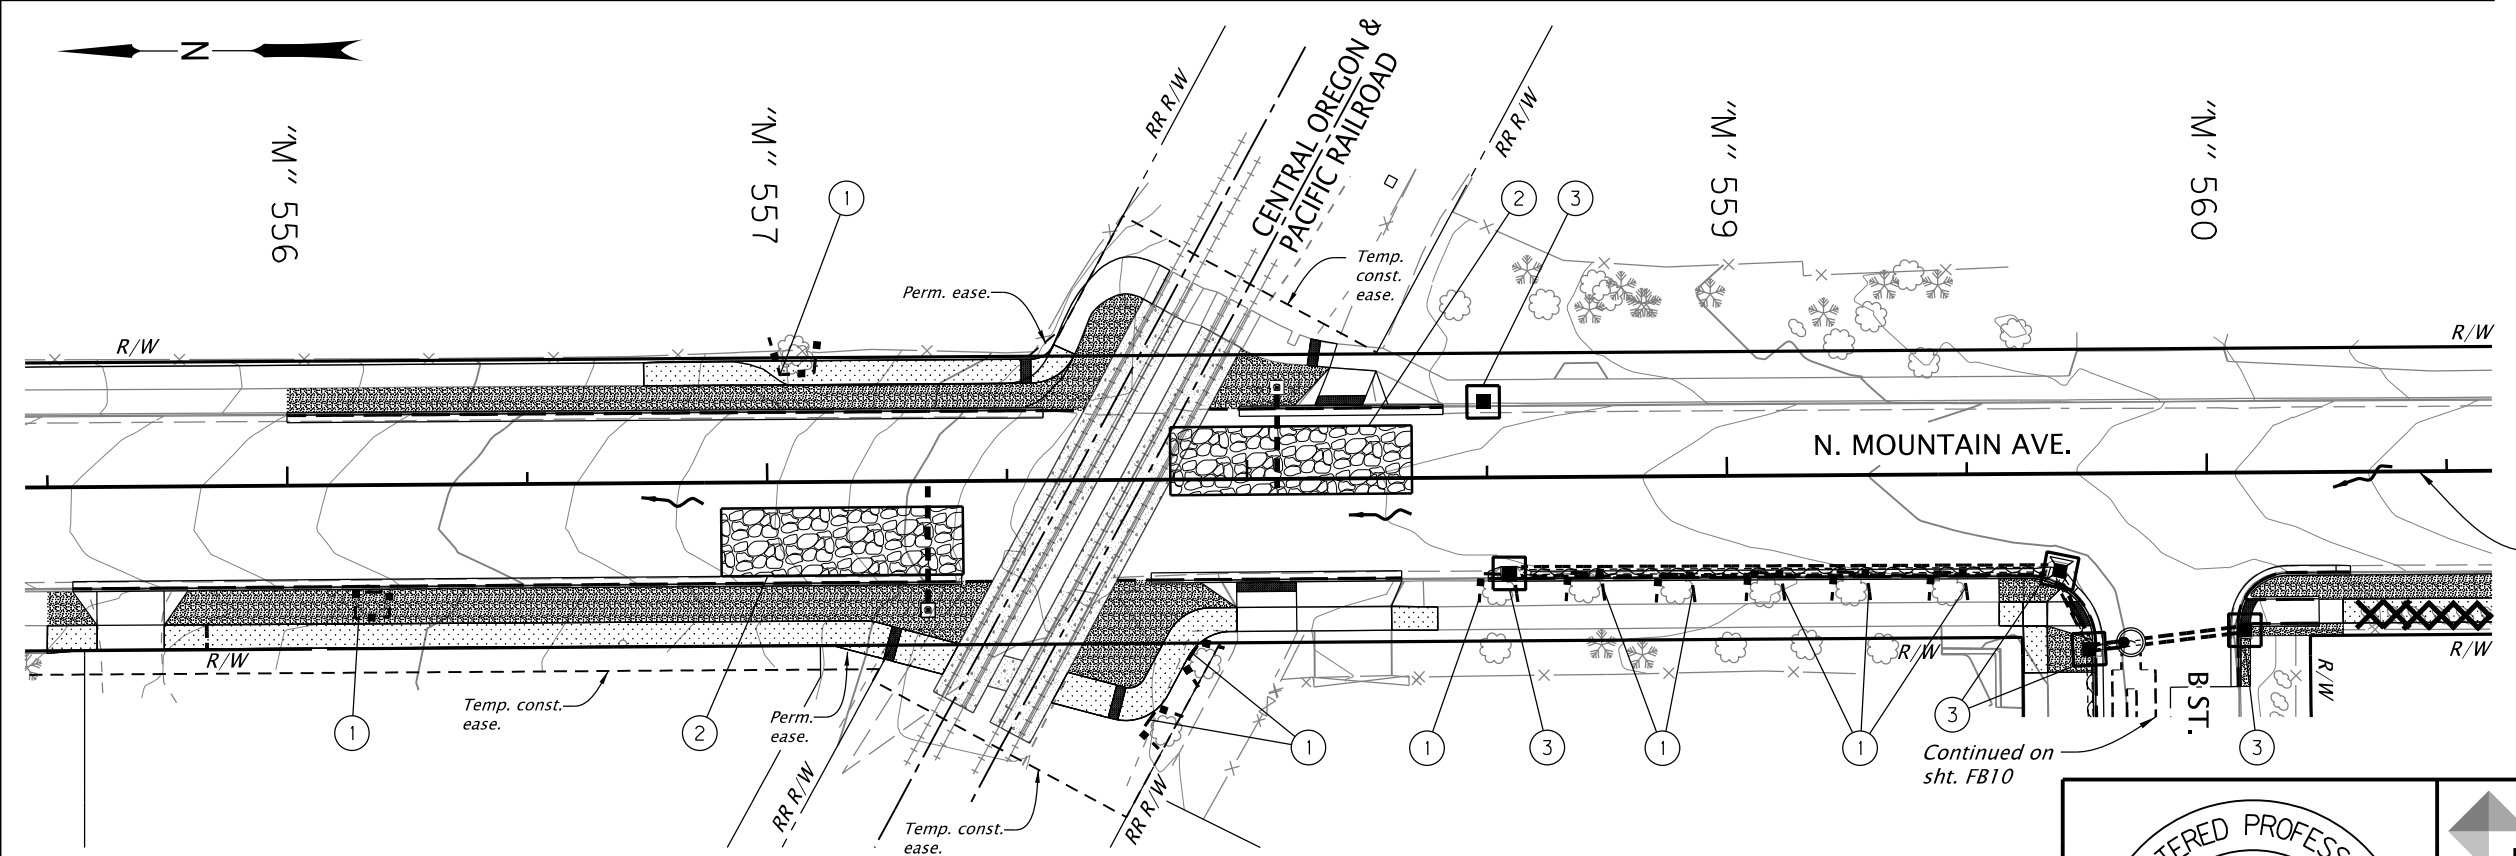 N
"M" 556
"M" 557
1
RR R/W
CENTRAL OREGON &
PACIFIC RAILROAD
RR R/W
2
3
"M" 559
"M" 560
Perm. ease.
Temp.
const.
ease.
R/W
R/W
N. MOUNTAIN AVE.
R/W
Temp. const.
ease.
1
2
Perm.
ease.
RR R/W
Temp. const.
ease.
RR R/W
1
1
3
1
1
R/W
3
Continued on
sht. FB10
B ST.
3
R/W
R/W
TERED PROFESS